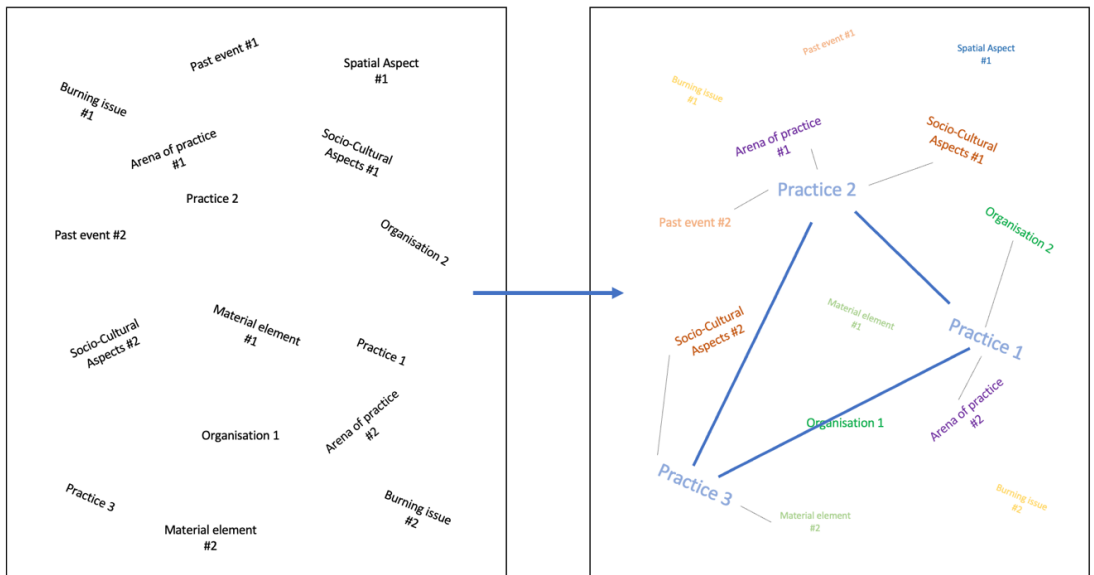 Past event #1
Spatial Aspect
#1
Burning issue
#1
Arena of practice
#1
Socio-Cultural
Aspects #1
Practice 2
Past event #2
Organisation 2
Socio-Cultural
Aspects #2
Material element
#1
Practice 1
Arena of practice
#2
Organisation 1
Practice 3
Burning issue
#2
Material element
#2
Past event #1
Spatial Aspect
#1
Burning issue
#1
Arena of practice
#1
Socio-Cultural
Aspects #1
Practice 2
Past event #2
Organisation 2
Socio-Cultural
Aspects #2
Material element
#1
Practice 1
Arena of practice
#2
Organisation 1
Practice 3
Burning issue
#2
Material element
#2